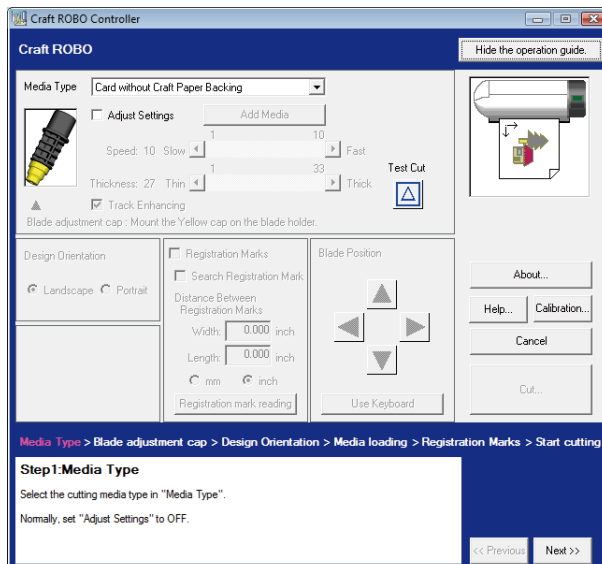 Craft ROBO Controller
Craft ROBO
Hide the operation guide.
Media Type
Card without Craft Paper Backing
Adjust Settings
Add Media
1 10
Speed: 10 Slow Fast
1 33
Thickness: 27 Thin Thick
Test Cut
Track Enhancing
Blade adjustment cap : Mount the Yellow cap on the blade holder.
Design Orientation
Landscape Portrait
Registration Marks
Search Registration Mark
Distance Between
Registration Marks
Width: 0.000 inch
Length: 0.000 inch
mm inch
Registration mark reading
Blade Position
Use Keyboard
About...
Help... Calibration...
Cancel
Cut...
Media Type > Blade adjustment cap > Design Orientation > Media loading > Registration Marks > Start cutting
Step1:Media Type
Select the cutting media type in "Media Type".
Normally, set "Adjust Settings" to OFF.
<< Previous Next >>